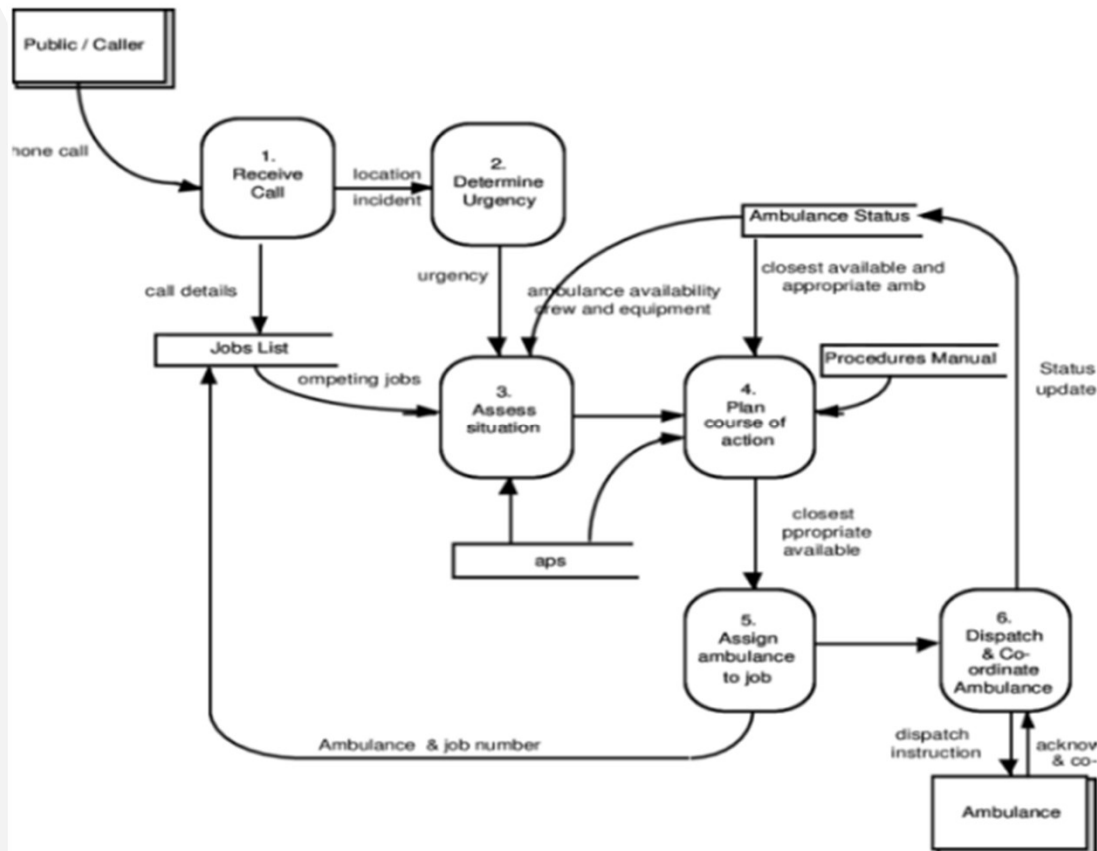 Public / Caller
hone call
1.
Receive
Call
location
incident
2.
Determine
Urgency
Ambulance Status
call details
urgency
ambulance availability
crew and equipment
closest available and
appropriate amb
Jobs List
ompeting jobs
3.
Assess
situation
4.
Plan
course of
action
Procedures Manual
Status
update
aps
closest
ppropriate
available
5.
Assign
ambulance
to job
6.
Dispatch
& Co-
ordinate
Ambulance
Ambulance & job number
dispatch
instruction
acknow
& co-
Ambulance